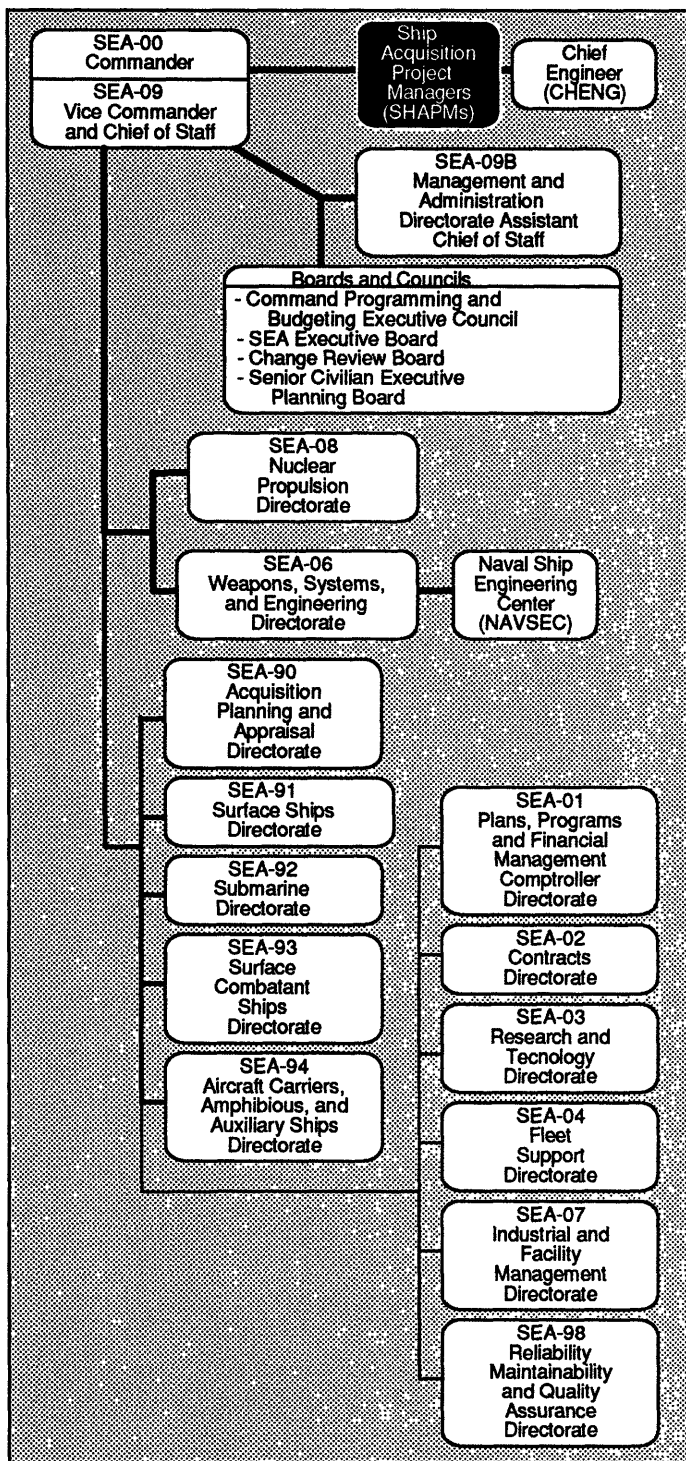 SEA-00
Commander
SEA-09
Vice Commander
and Chief of Staff
Ship
Acquisition
Project
Managers
(SHAPMs)
Chief
Engineer
(CHENG)
SEA-09B
Management and
Administration
Directorate Assistant
Chief of Staff
Boards and Councils
- Command Programming and
Budgeting Executive Council
- SEA Executive Board
- Change Review Board
- Senior Civilian Executive
Planning Board
SEA-08
Nuclear
Propulsion
Directorate
SEA-06
Weapons, Systems,
and Engineering
Directorate
Naval Ship
Engineering
Center
(NAVSEC)
SEA-90
Acquisition
Planning and
Appraisal
Directorate
SEA-91
Surface Ships
Directorate
SEA-92
Submarine
Directorate
SEA-93
Surface
Combatant
Ships
Directorate
SEA-94
Aircraft Carriers,
Amphibious, and
Auxiliary Ships
Directorate
SEA-01
Plans, Programs
and Financial
Management
Comptroller
Directorate
SEA-02
Contracts
Directorate
SEA-03
Research and
Tecnology
Directorate
SEA-04
Fleet
Support
Directorate
SEA-07
Industrial and
Facility
Management
Directorate
SEA-98
Reliability
Maintainability
and Quality
Assurance
Directorate